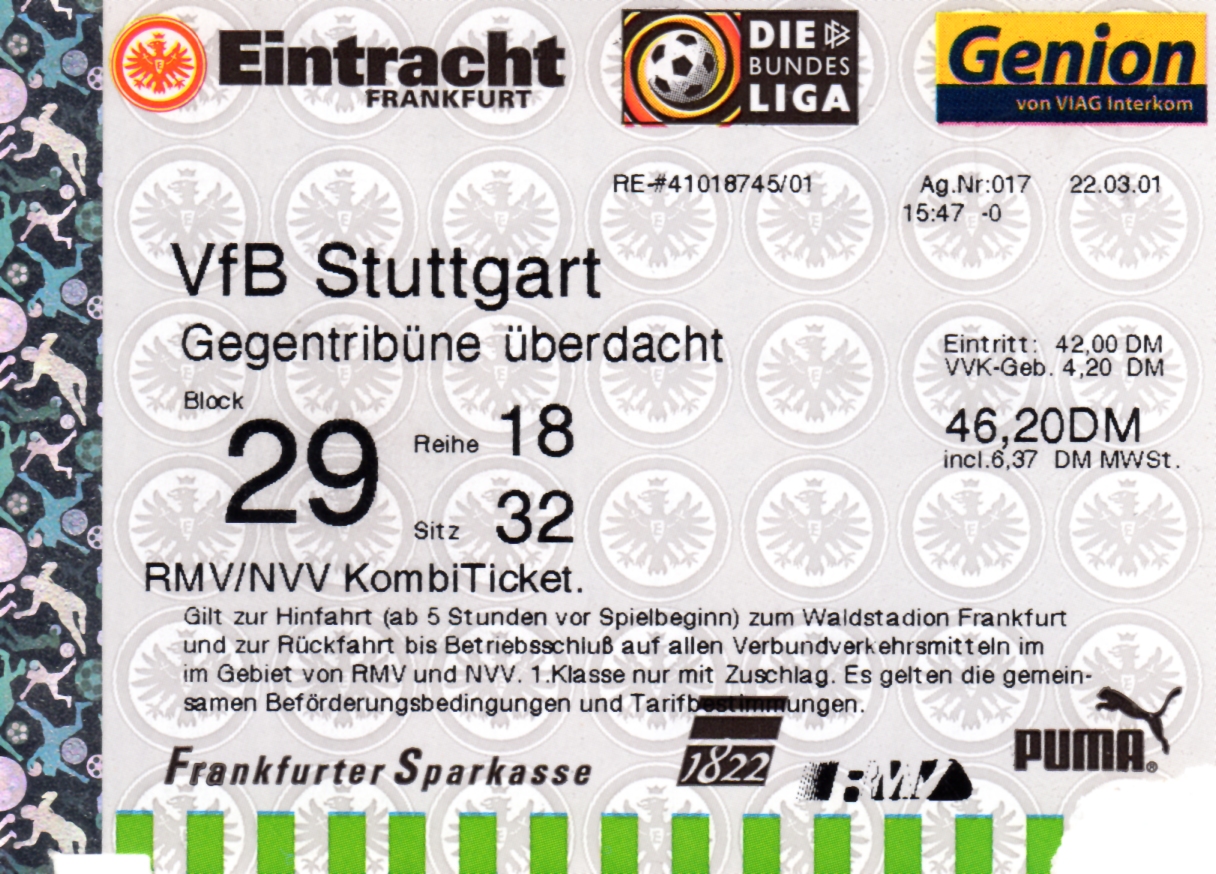 Eintracht
FRANKFURT
DIE
BUNDES
LIGA
Genion
von VIAG Interkom
RE-#41018745/01 Ag.Nr:017 22.03.01
15:47 -0
VfB Stuttgart
Gegentribüne überdacht
Eintritt: 42,00 DM
VVK-Geb. 4,20 DM
Block
29
Reihe 18
Sitz 32
46,20DM
incl.6,37 DM MWSt.
RMV/NVV KombiTicket.
Gilt zur Hinfahrt (ab 5 Stunden vor Spielbeginn) zum Waldstadion Frankfurt
und zur Rückfahrt bis Betriebsschluß auf allen Verbundverkehrsmitteln im
im Gebiet von RMV und NVV. 1.Klasse nur mit Zuschlag. Es gelten die gemein-
samen Beförderungsbedingungen und Tarifbestimmungen.
Frankfurter Sparkasse
1822
RMV
PUMA®